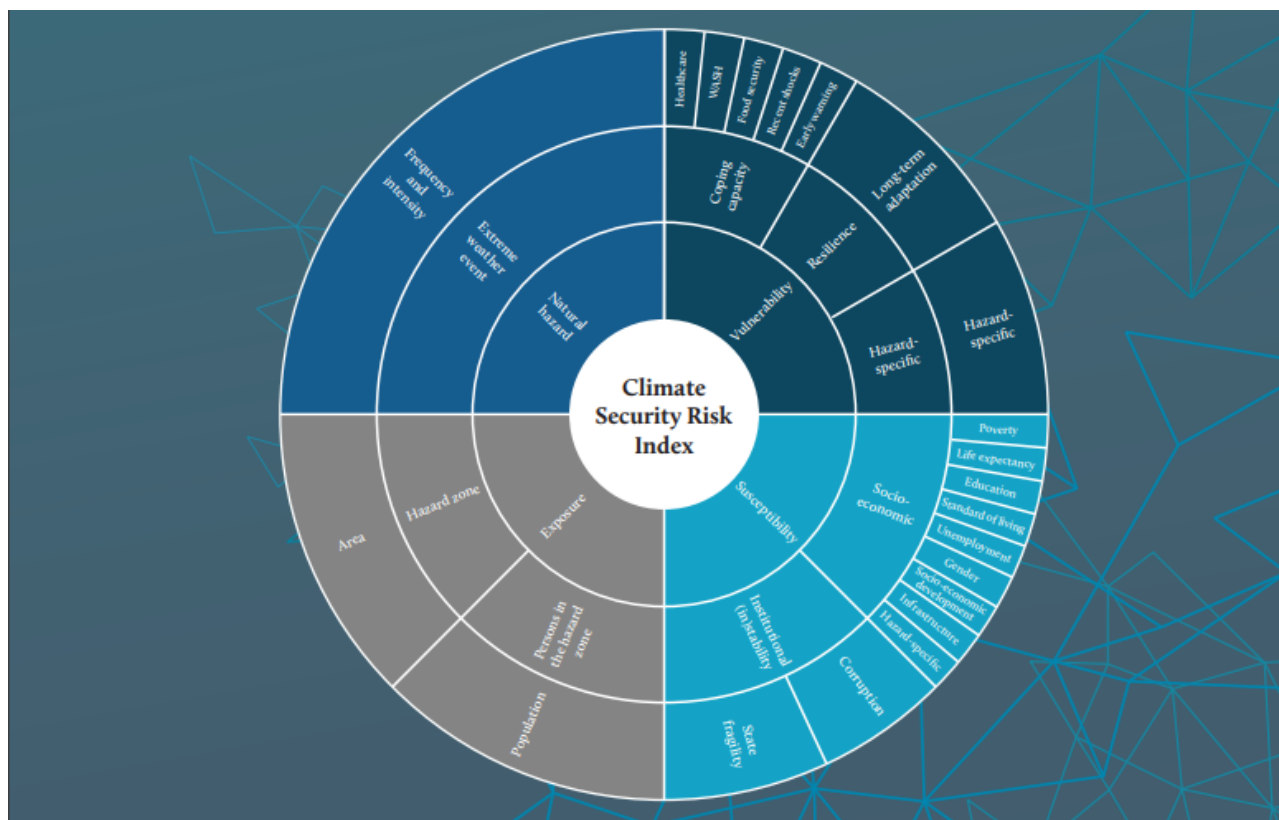 Climate
Security Risk
Index
Natural
hazard
Extreme
weather
event
Frequency
and
intensity
Vulnerability
Coping
capacity
Resilience
Hazard-
specific
Healthcare
WASH
Food security
Recent shocks
Early warning
Long-term
adaptation
Hazard-
specific
Susceptibility
Socio-
economic
Institutional
(in)stability
Poverty
Life expectancy
Education
Standard of living
Unemployment
Gender
Socio-economic
development
Infrastructure
Hazard-specific
Corruption
State
fragility
Exposure
Hazard zone
Persons in
the hazard
zone
Area
Population